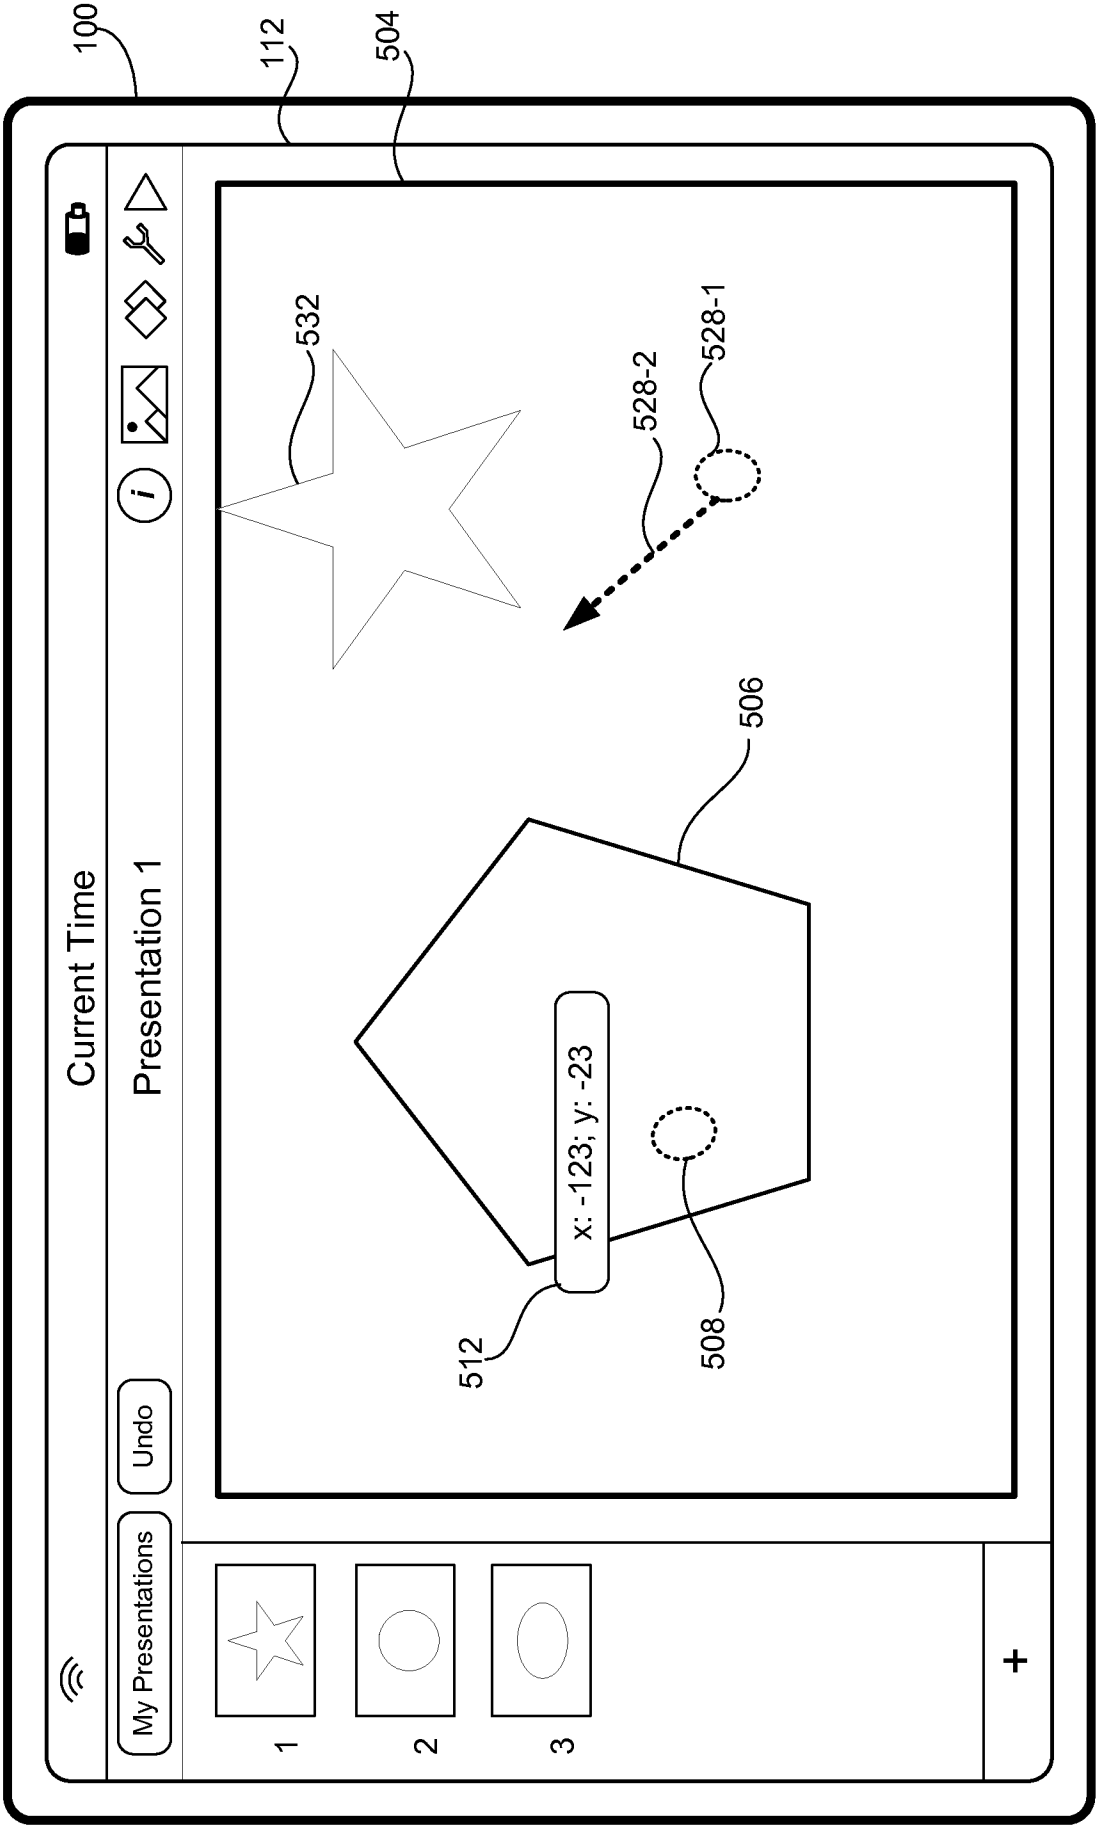 100
112
504
Current Time
My Presentations
Undo
Presentation 1
i
532
528-2
528-1
506
x: -123; y: -23
512
508
1
2
3
+